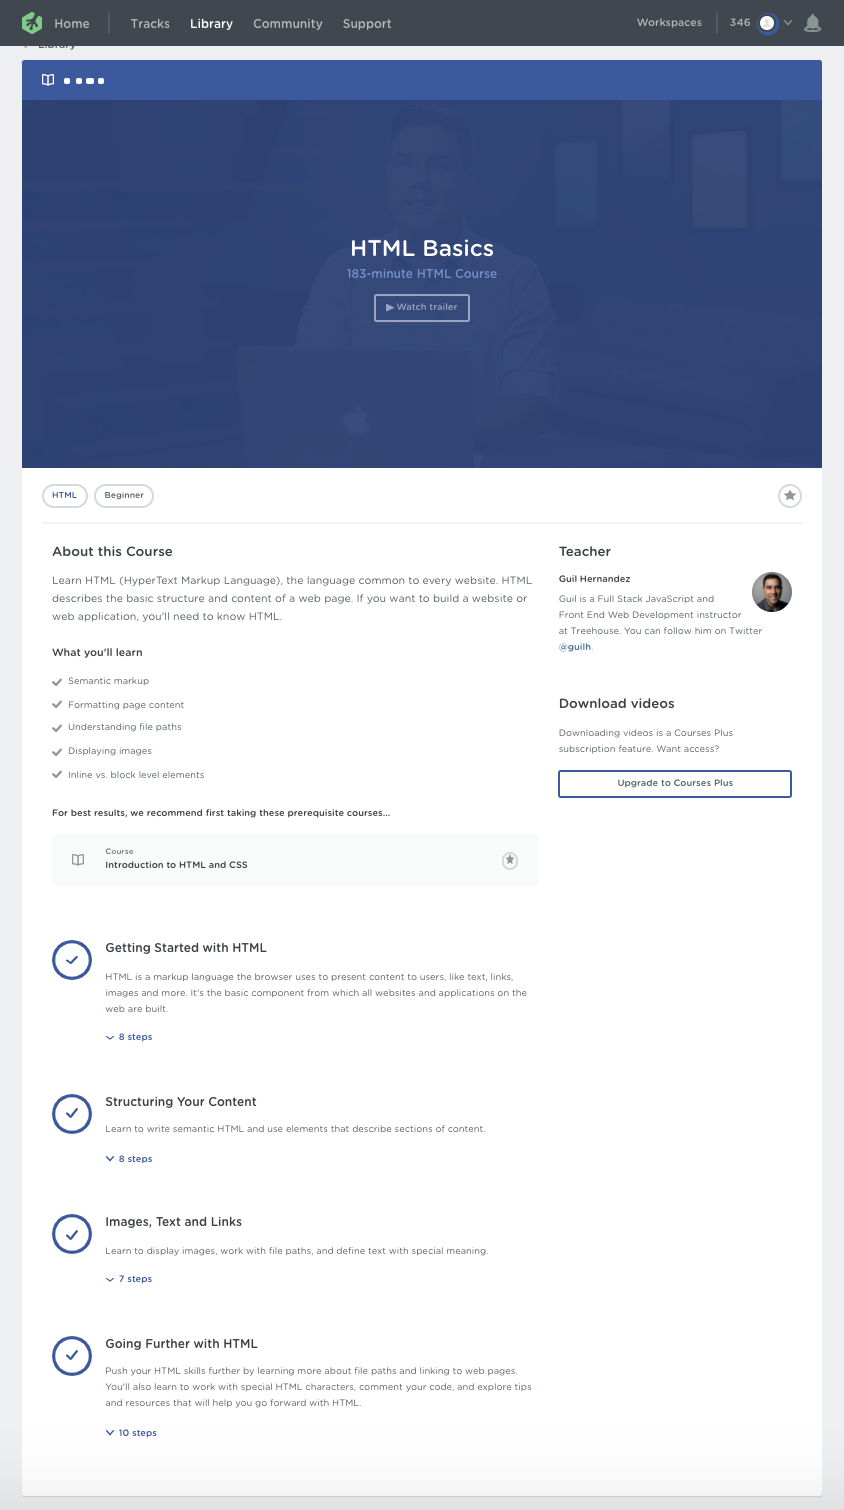 Home
Tracks
Library
Community
Support
Workspaces
346
Library
HTML Basics
183-minute HTML Course
▶ Watch trailer
HTML
Beginner
About this Course
Learn HTML (HyperText Markup Language), the language common to every website. HTML
describes the basic structure and content of a web page. If you want to build a website or
web application, you'll need to know HTML.
What you'll learn
Semantic markup
Formatting page content
Understanding file paths
Displaying images
Inline vs. block level elements
For best results, we recommend first taking these prerequisite courses...
Course
Introduction to HTML and CSS
Teacher
Guil Hernandez
Guil is a Full Stack JavaScript and
Front End Web Development instructor
at Treehouse. You can follow him on Twitter
@guilh.
Download videos
Downloading videos is a Courses Plus
subscription feature. Want access?
Upgrade to Courses Plus
Getting Started with HTML
HTML is a markup language the browser uses to present content to users, like text, links,
images and more. It's the basic component from which all websites and applications on the
web are built.
8 steps
Structuring Your Content
Learn to write semantic HTML and use elements that describe sections of content.
8 steps
Images, Text and Links
Learn to display images, work with file paths, and define text with special meaning.
7 steps
Going Further with HTML
Push your HTML skills further by learning more about file paths and linking to web pages.
You'll also learn to work with special HTML characters, comment your code, and explore tips
and resources that will help you go forward with HTML.
10 steps